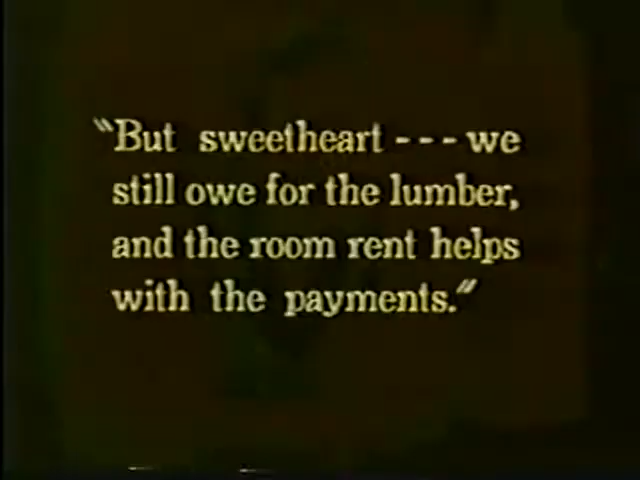 "But sweetheart - - - we
still owe for the lumber,
and the room rent helps
with the payments."